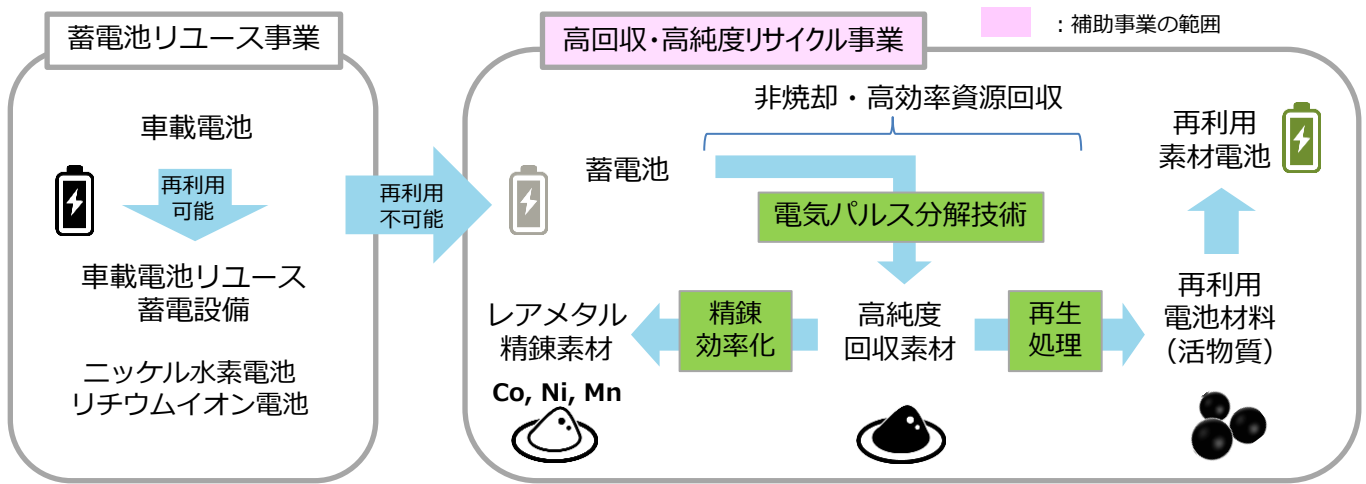 蓄電池リユース事業
車載電池
再利用
可能
車載電池リユース
蓄電設備
ニッケル水素電池
リチウムイオン電池
再利用
不可能
高回収・高純度リサイクル事業
：補助事業の範囲
非焼却・高効率資源回収
蓄電池
電気パルス分解技術
再利用
素材電池
レアメタル
精錬素材
Co, Ni, Mn
精錬
効率化
高純度
回収素材
再生
処理
再利用
電池材料
（活物質）